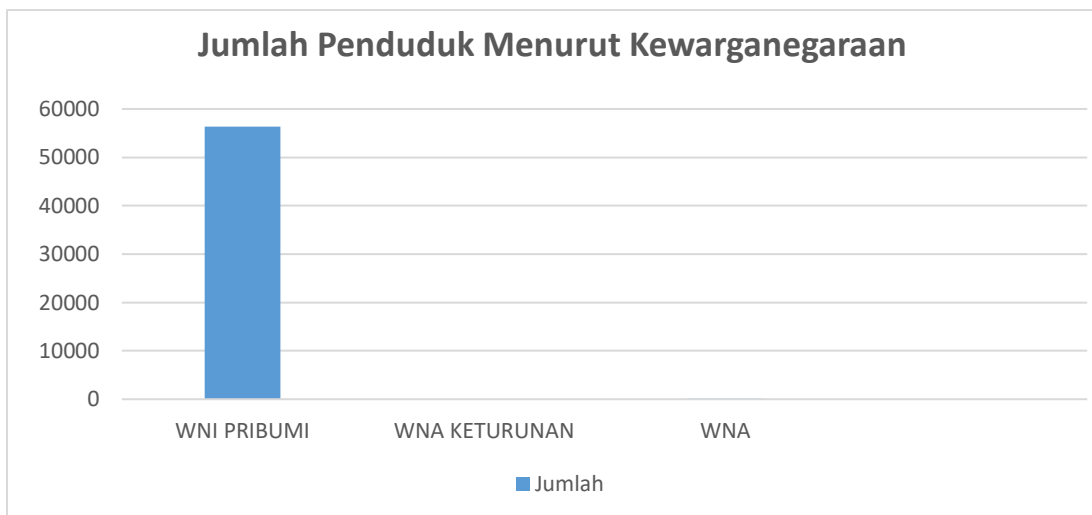 Jumlah Penduduk Menurut Kewarganegaraan
60000
50000
40000
30000
20000
10000
0
WNI PRIBUMI WNA KETURUNAN WNA
Jumlah